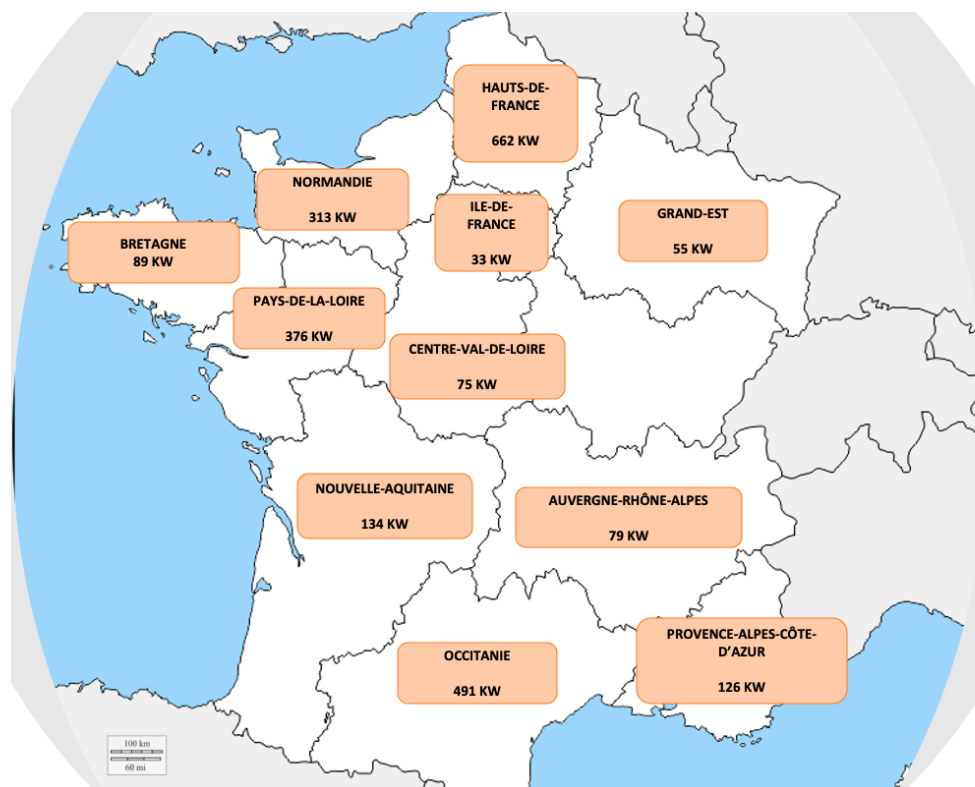 HAUTS-DE-
FRANCE
662 KW
NORMANDIE
313 KW
ILE-DE-
FRANCE
33 KW
GRAND-EST
55 KW
BRETAGNE
89 KW
PAYS-DE-LA-LOIRE
376 KW
CENTRE-VAL-DE-LOIRE
75 KW
NOUVELLE-AQUITAINE
134 KW
AUVERGNE-RHÔNE-ALPES
79 KW
OCCITANIE
491 KW
PROVENCE-ALPES-CÔTE-
D'AZUR
126 KW
100 km
60 mi